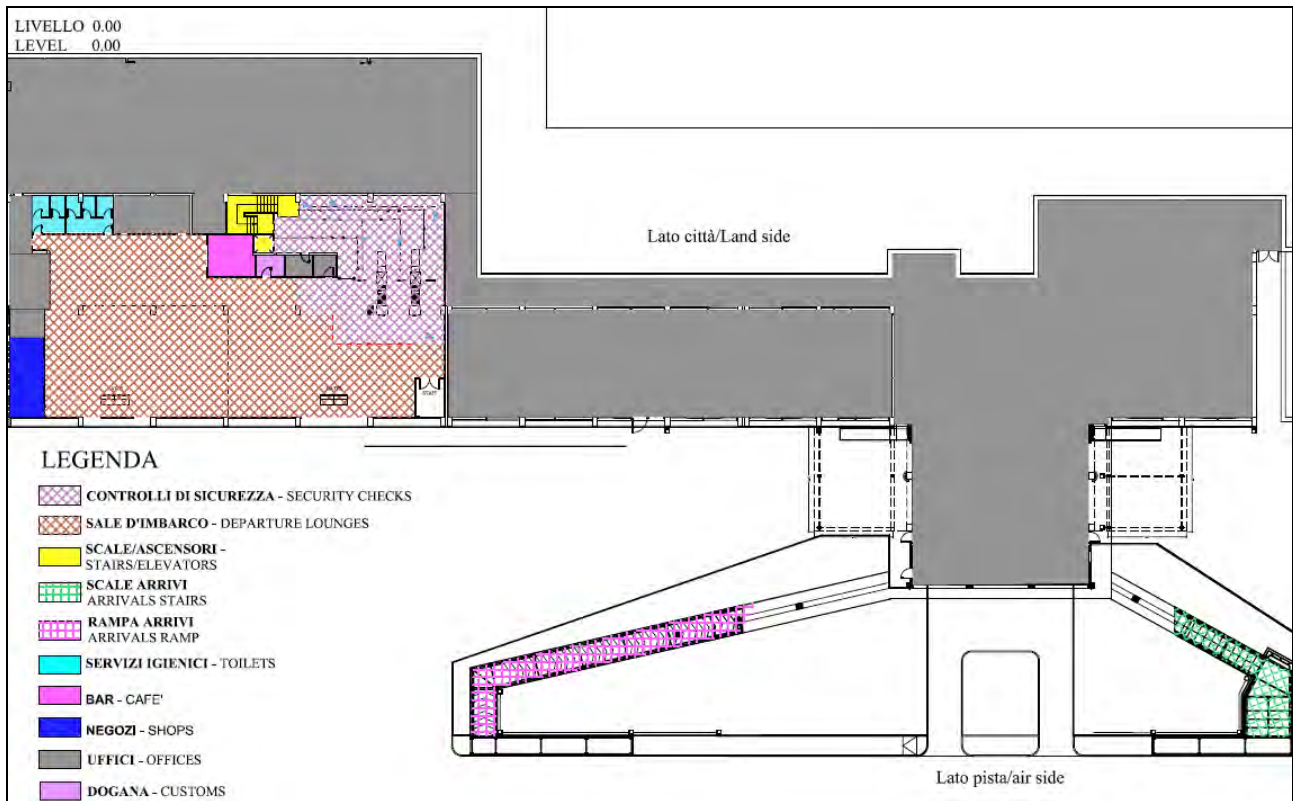 LIVELLO 0.00
LEVEL 0.00
Lato città/Land side
LEGENDA
CONTROLLI DI SICUREZZA - SECURITY CHECKS
SALE D'IMBARCO - DEPARTURE LOUNGES
SCALE/ASCENSORI -
STAIRS/ELEVATORS
SCALE ARRIVI
ARRIVALS STAIRS
RAMPA ARRIVI
ARRIVALS RAMP
SERVIZI IGIENICI - TOILETS
BAR - CAFE'
NEGOZI - SHOPS
UFFICI - OFFICES
DOGANA - CUSTOMS
Lato pista/air side